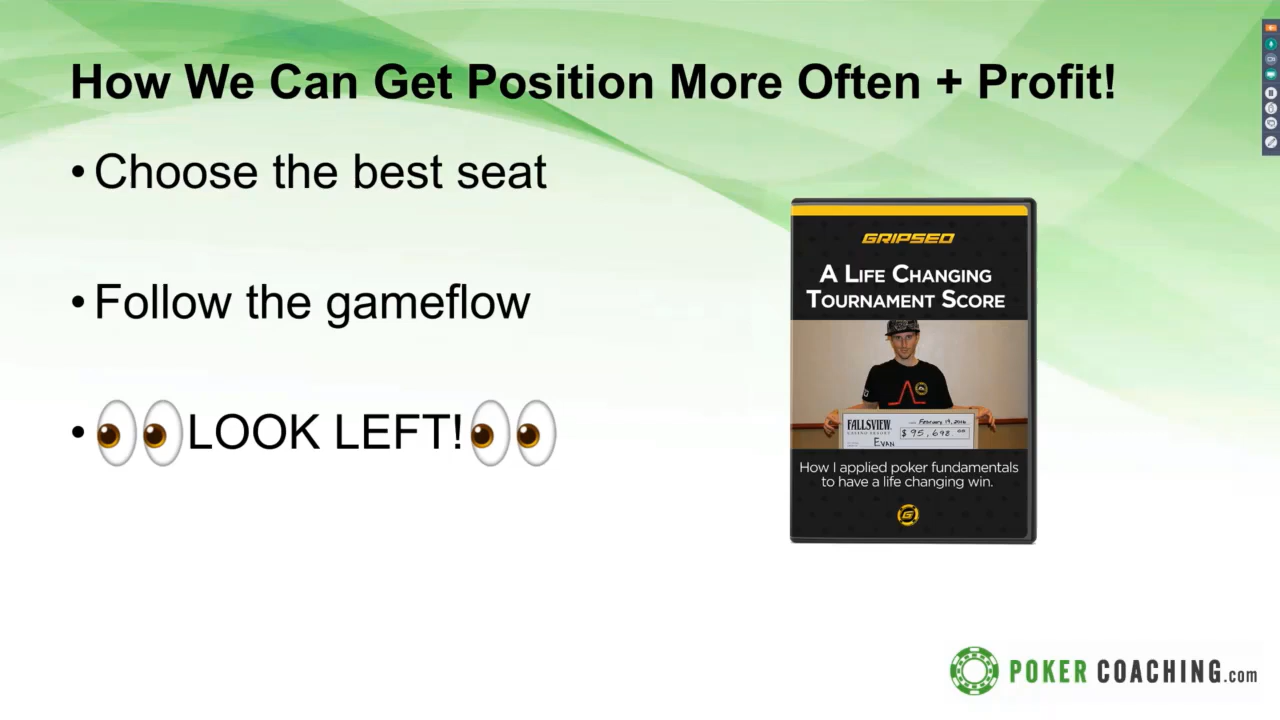 How We Can Get Position More Often + Profit!
• Choose the best seat
• Follow the gameflow
• 👀LOOK LEFT!👀
GRIPSED
A LIFE CHANGING
TOURNAMENT SCORE
FALLSVIEW
February 19, 2016
$95,698.00
EVAN
How I applied poker fundamentals
to have a life changing win.
G
POKER COACHING.com